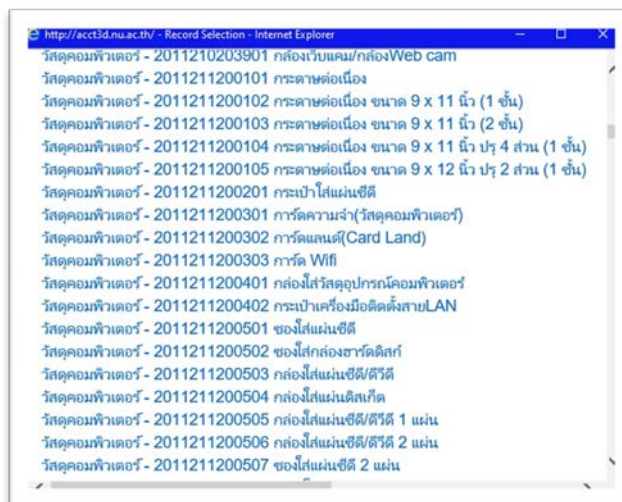 http://acct3d.nu.ac.th/ - Record Selection - Internet Explorer
วัสดุคอมพิวเตอร์ - 2011210203901 กล้องเว็บแคม/กล้องWeb cam
วัสดุคอมพิวเตอร์ - 2011211200101 กระดาษต่อเนื่อง
วัสดุคอมพิวเตอร์ - 2011211200102 กระดาษต่อเนื่อง ขนาด 9 x 11 นิ้ว (1 ชั้น)
วัสดุคอมพิวเตอร์ - 2011211200103 กระดาษต่อเนื่อง ขนาด 9 X 11 นิ้ว (2 ชั้น)
วัสดุคอมพิวเตอร์ - 2011211200104 กระดาษต่อเนื่อง ขนาด 9 x 11 นิ้ว ปรุ 4 ส่วน (1 ชั้น)
วัสดุคอมพิวเตอร์ - 2011211200105 กระดาษต่อเนื่อง ขนาด 9 x 12 นิ้ว ปรุ 2 ส่วน (1 ชั้น)
วัสดุคอมพิวเตอร์ - 2011211200201 กระเป๋าใส่แผ่นซีดี
วัสดุคอมพิวเตอร์ - 2011211200301 การ์ดความจำ(วัสดุคอมพิวเตอร์)
วัสดุคอมพิวเตอร์ - 2011211200302 การ์ดแลนด์(Card Land)
วัสดุคอมพิวเตอร์ - 2011211200303 การ์ด Wifi
วัสดุคอมพิวเตอร์ - 2011211200401 กล่องใส่วัสดุอุปกรณ์คอมพิวเตอร์
วัสดุคอมพิวเตอร์ - 2011211200402 กระเป๋าเครื่องมือติดตั้งสายLAN
วัสดุคอมพิวเตอร์ - 2011211200501 ซองใส่แผ่นซีดี
วัสดุคอมพิวเตอร์ - 2011211200502 ซองใส่กล่องฮาร์ดดิสก์
วัสดุคอมพิวเตอร์ - 2011211200503 กล่องใส่แผ่นซีดี/ดีวีดี
วัสดุคอมพิวเตอร์ - 2011211200504 กล่องใส่แผ่นดิสเก็ต
วัสดุคอมพิวเตอร์ - 2011211200505 กล่องใส่แผ่นซีดี/ดีวีดี 1 แผ่น
วัสดุคอมพิวเตอร์ - 2011211200506 กล่องใส่แผ่นซีดี/ดีวีดี 2 แผ่น
วัสดุคอมพิวเตอร์ - 2011211200507 ซองใส่แผ่นซีดี 2 แผ่น